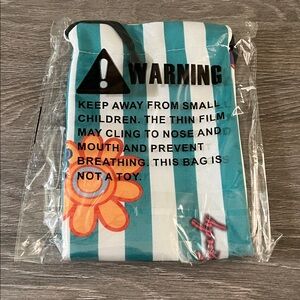 WARNING
KEEP AWAY FROM SMALL
CHILDREN. THE THIN FILM
MAY CLING TO NOSE AND
MOUTH AND PREVENT
BREATHING. THIS BAG IS
NOT A TOY.